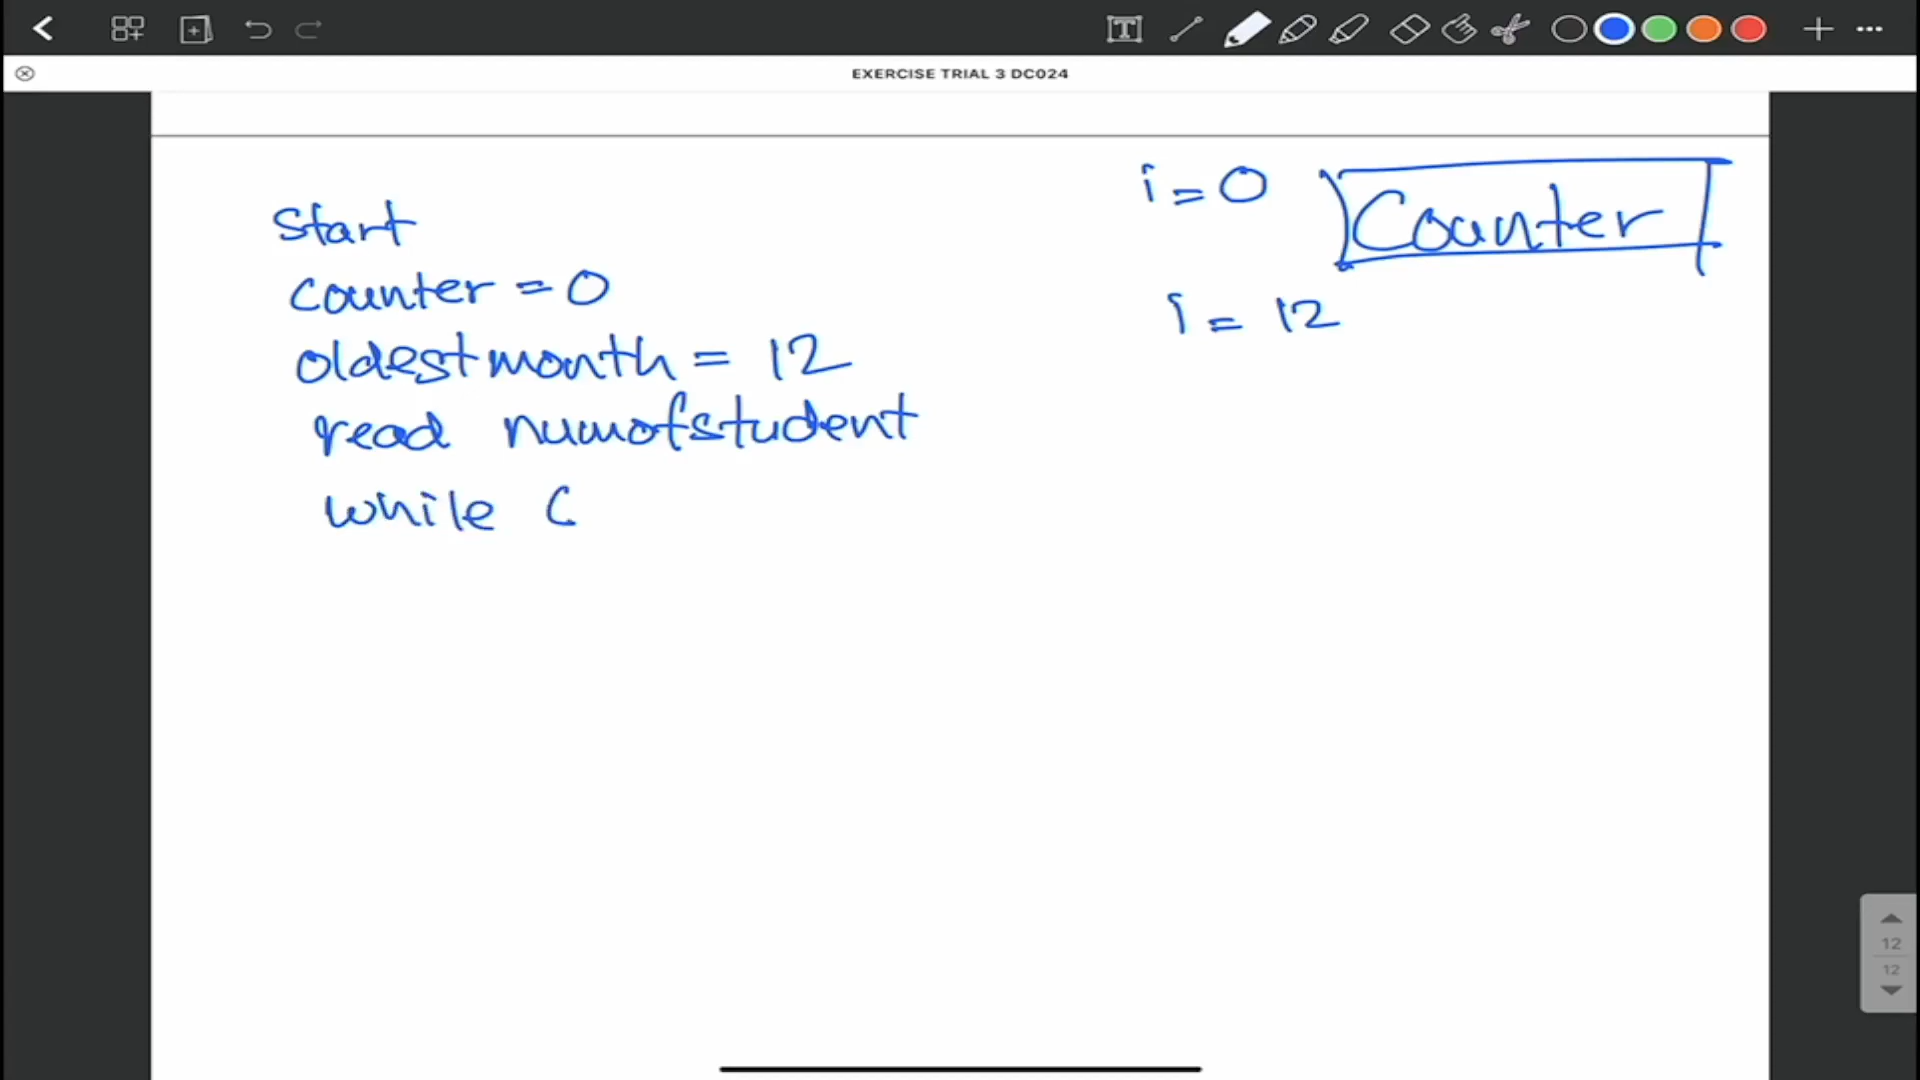 EXERCISE TRIAL 3 DC024
start
counter = 0
oldestmonth = 12
read numofstudent
while (
i = 0
Counter
i = 12
12
12